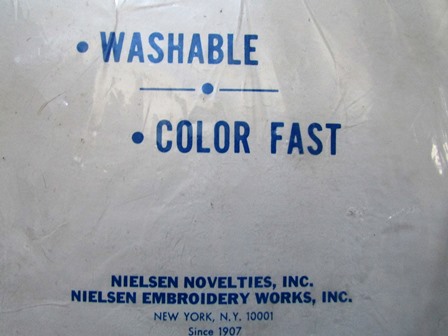 • WASHABLE
• COLOR FAST
NIELSEN NOVELTIES, INC.
NIELSEN EMBROIDERY WORKS, INC.
NEW YORK, N.Y. 10001
Since 1907